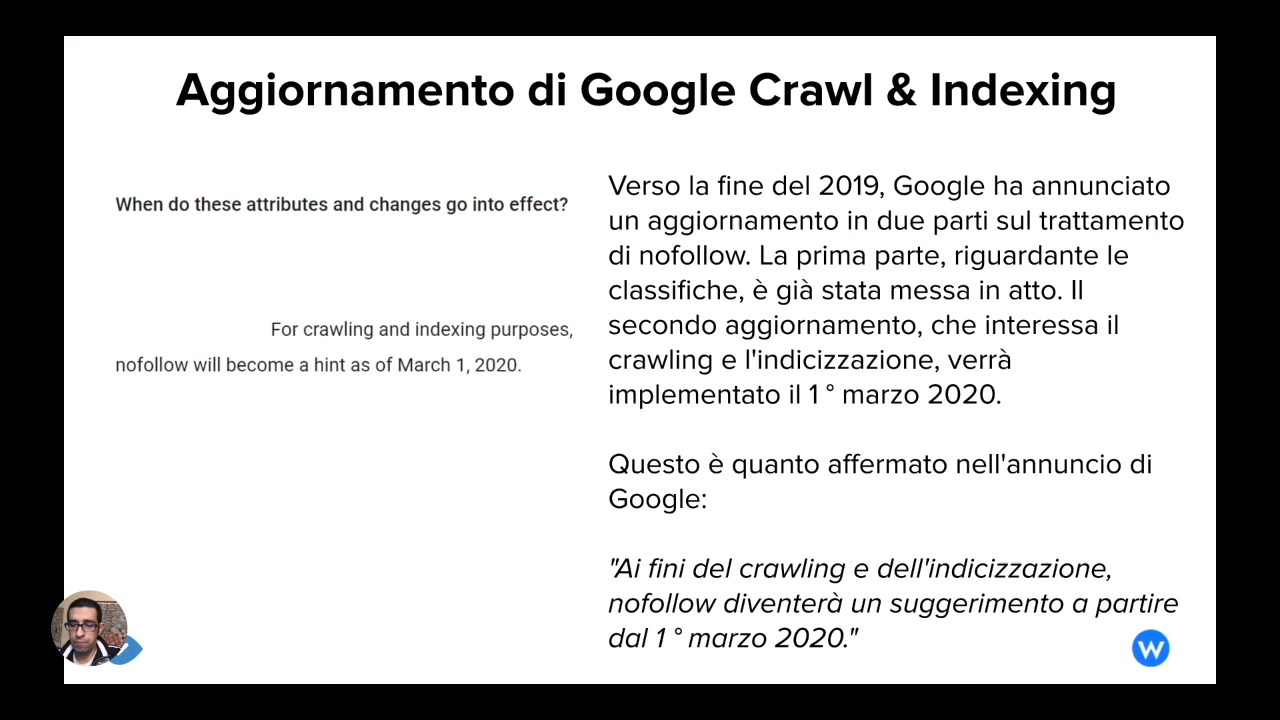 Aggiornamento di Google Crawl & Indexing
When do these attributes and changes go into effect?
For crawling and indexing purposes,
nofollow will become a hint as of March 1, 2020.
Verso la fine del 2019, Google ha annunciato
un aggiornamento in due parti sul trattamento
di nofollow. La prima parte, riguardante le
classifiche, è già stata messa in atto. Il
secondo aggiornamento, che interessa il
crawling e l'indicizzazione, verrà
implementato il 1 ° marzo 2020.
Questo è quanto affermato nell'annuncio di
Google:
"Ai fini del crawling e dell'indicizzazione,
nofollow diventerà un suggerimento a partire
dal 1 ° marzo 2020."
W